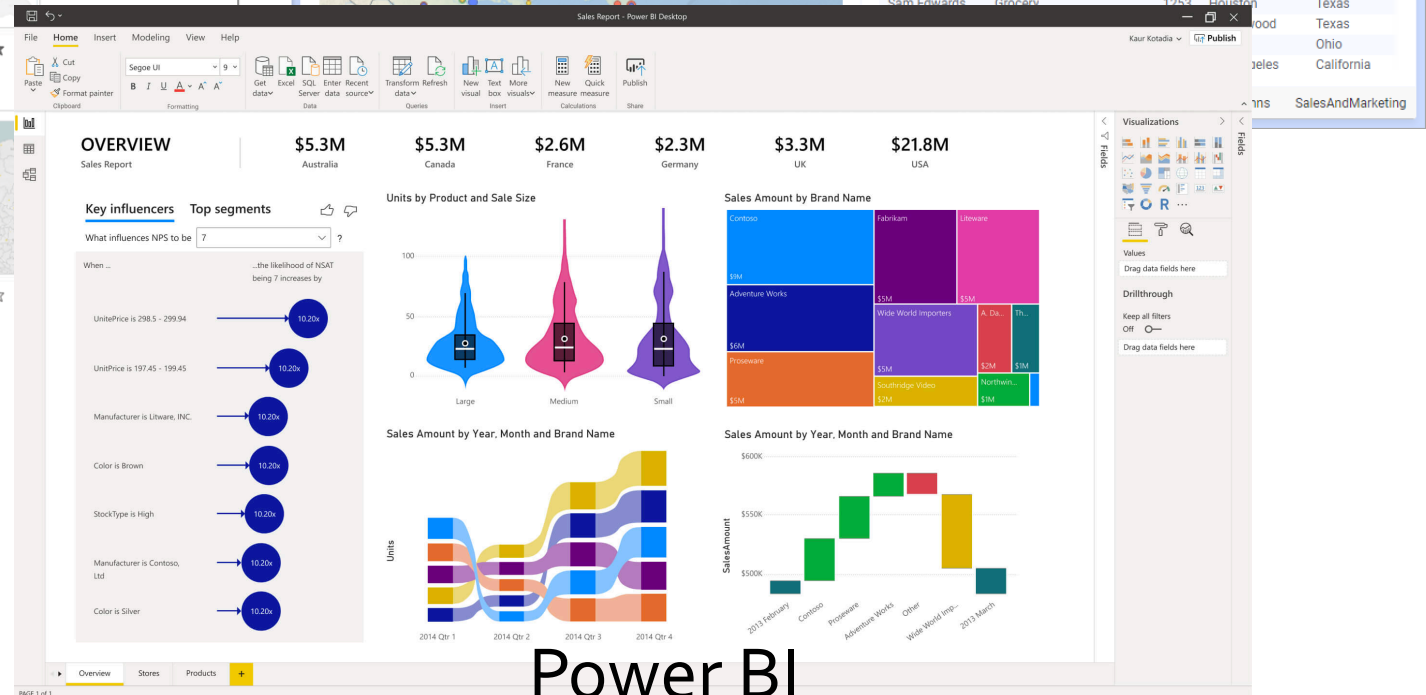 Sam Edwards Grocery 1253 Houston Texas
Texas
Ohio
California
SalesAndMarketing
Sales Report - Power BI Desktop
File Home Insert Modeling View Help
Kaur Kotadia
Publish
Paste
Cut
Copy
Format painter
Clipboard
Segoe UI 9
B I U A A A
Formatting
Get data
Excel
SQL Server
Enter data
Recent source
Data
Transform data
Refresh
Queries
New visual
Text box
More visuals
Insert
New measure
Quick measure
Calculations
Publish
Share
OVERVIEW
Sales Report
$5.3M
Australia
$5.3M
Canada
$2.6M
France
$2.3M
Germany
$3.3M
UK
$21.8M
USA
Key influencers Top segments
What influences NPS to be 7 ?
When ...
...the likelihood of NSAT
being 7 increases by
UnitePrice is 298.5 - 299.94
10.20x
UnitPrice is 197.45 - 199.45
10.20x
Manufacturer is Litware, INC.
10.20x
Color is Brown
10.20x
StockType is High
10.20x
Manufacturer is Contoso,
Ltd
10.20x
Color is Silver
10.20x
Units by Product and Sale Size
100
50
0
Large Medium Small
Sales Amount by Brand Name
Contoso
$9M
Fabrikam
$5M
Liteware
$5M
Adventure Works
$6M
Wide World Importers
$5M
A. Da...
$2M
Th...
$1M
Proseware
$5M
Southridge Video
$2M
Northwin...
$1M
Sales Amount by Year, Month and Brand Name
Units
2014 Qtr 1 2014 Qtr 2 2014 Qtr 3 2014 Qtr 4
Sales Amount by Year, Month and Brand Name
SalesAmount
$600K
$550K
$500K
2013 February
Contoso
Proseware
Adventure Works
Other
Wide World Imp...
2013 March
Fields
Visualizations
Fields
123
R ...
Values
Drag data fields here
Drillthrough
Keep all filters
Off
Drag data fields here
Overview Stores Products +
PAGE 1 of 1
Power BI